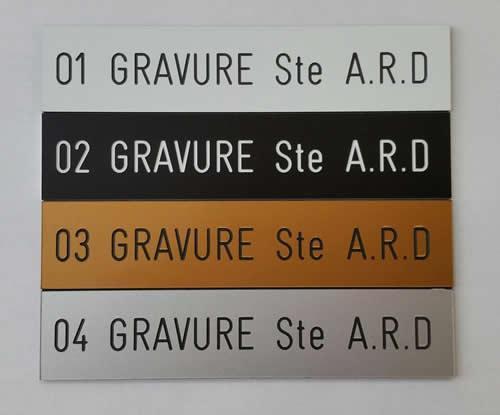 01 GRAVURE Ste A.R.D
02 GRAVURE Ste A.R.D
03 GRAVURE Ste A.R.D
04 GRAVURE Ste A.R.D